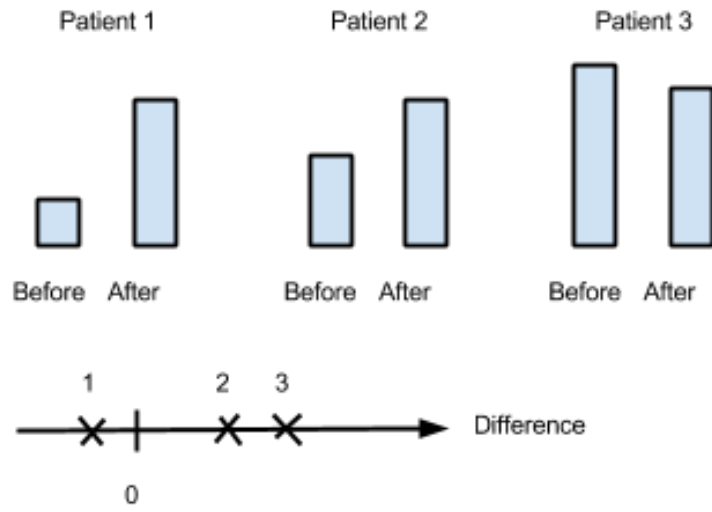 Patient 1 Patient 2 Patient 3
Before After Before After Before After
1 2 3
Difference
0